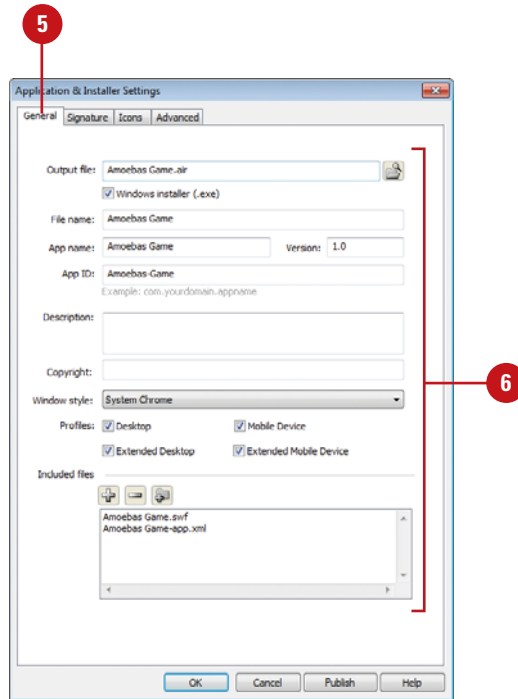 5
Application & Installer Settings
General Signature Icons Advanced
Output file: Amoebas Game.air
Windows installer (.exe)
File name: Amoebas Game
App name: Amoebas Game Version: 1.0
App ID: Amoebas-Game
Example: com.yourdomain.appname
Description:
Copyright:
6
Window style: System Chrome
Profiles: Desktop Mobile Device
Extended Desktop Extended Mobile Device
Included files
Amoebas Game.swf
Amoebas Game-app.xml
OK Cancel Publish Help